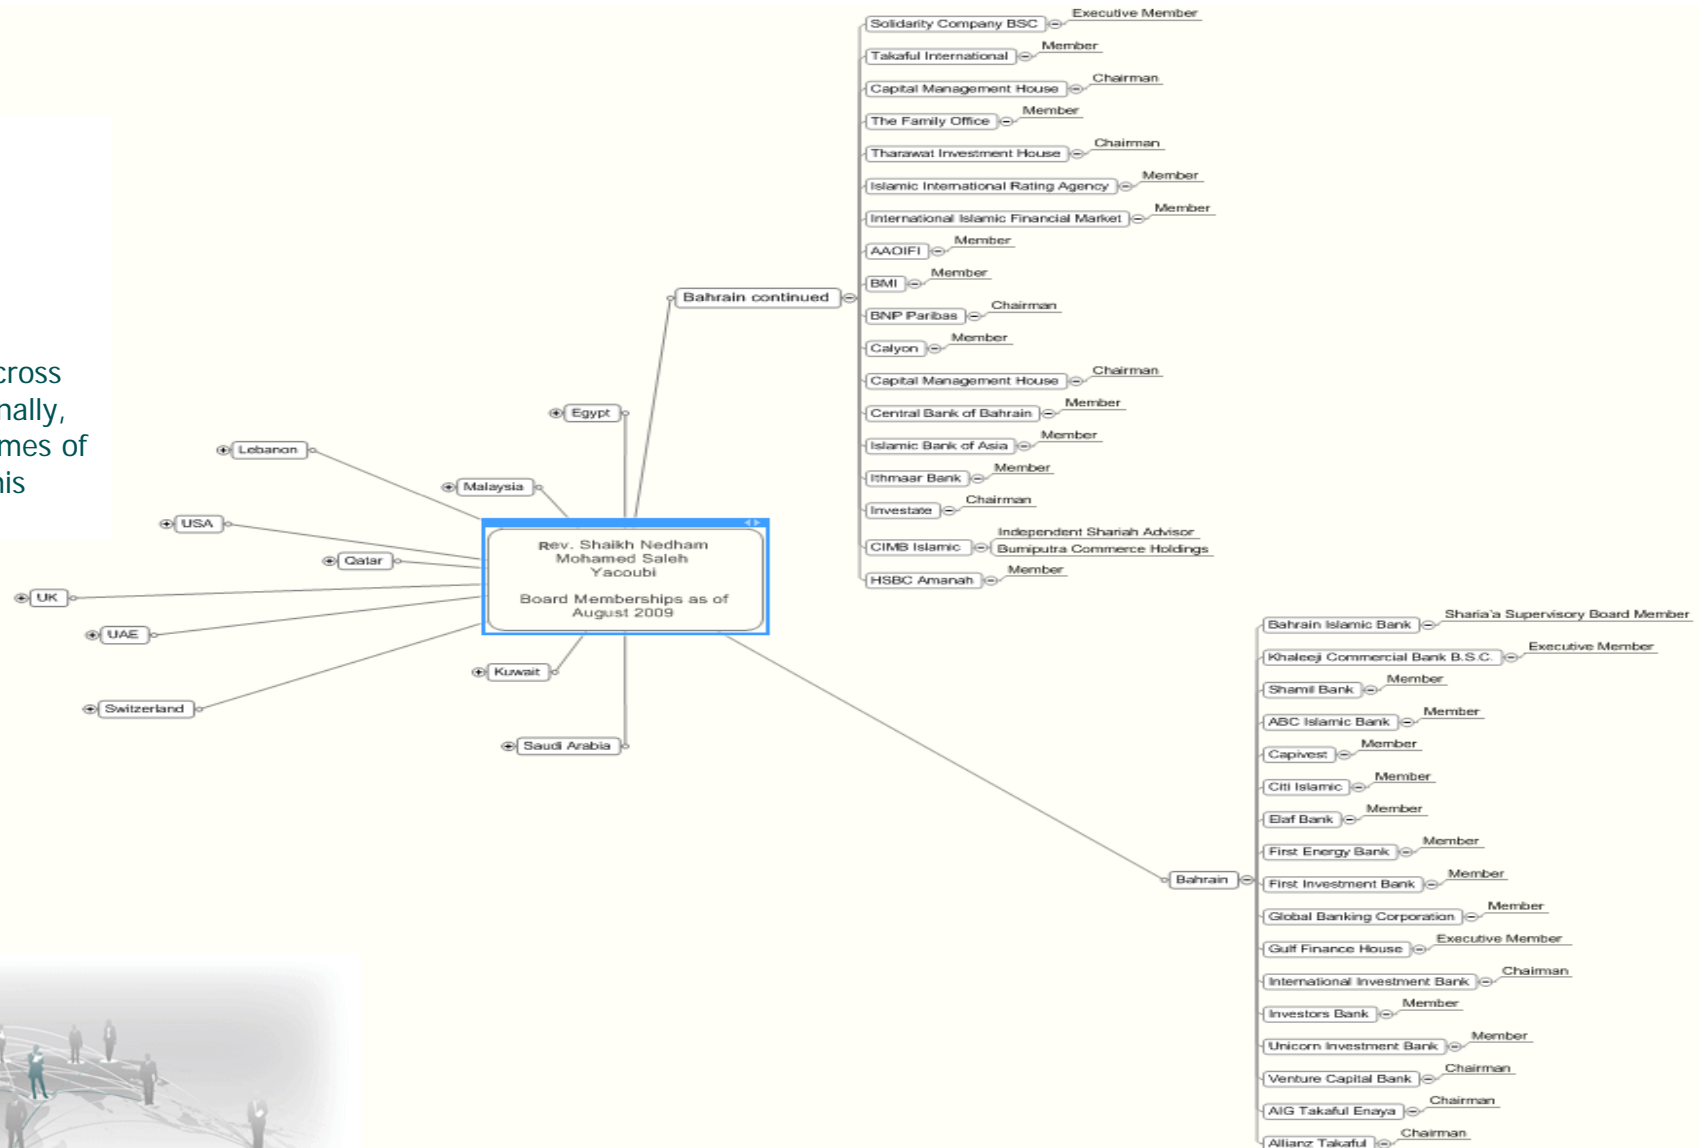 cross
nally,
mes of
his
Rev. Shaikh Nedham
Mohamed Saleh
Yacoubi
Board Memberships as of
August 2009
Egypt
Lebanon
Malaysia
USA
Qatar
UK
UAE
Kuwait
Switzerland
Saudi Arabia
Bahrain continued
Solidarity Company BSC Executive Member
Takaful International Member
Capital Management House Chairman
The Family Office Member
Tharawat Investment House Chairman
Islamic International Rating Agency Member
International Islamic Financial Market Member
AAOIFI Member
BMI Member
BNP Paribas Chairman
Calyon Member
Capital Management House Chairman
Central Bank of Bahrain Member
Islamic Bank of Asia Member
Ithmaar Bank Member
Investate Chairman
CIMB Islamic Independent Shariah Advisor
Bumiputra Commerce Holdings
HSBC Amanah Member
Bahrain
Bahrain Islamic Bank Sharia'a Supervisory Board Member
Khaleeji Commercial Bank B.S.C. Executive Member
Shamil Bank Member
ABC Islamic Bank Member
Capivest Member
Citi Islamic Member
Elaf Bank Member
First Energy Bank Member
First Investment Bank Member
Global Banking Corporation Member
Gulf Finance House Executive Member
International Investment Bank Chairman
Investors Bank Member
Unicorn Investment Bank Member
Venture Capital Bank Chairman
AIG Takaful Enaya Chairman
Allianz Takaful Chairman